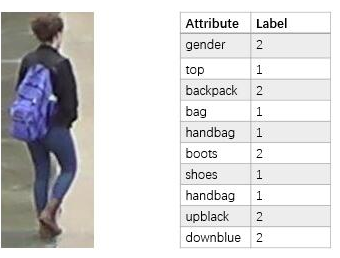 Attribute Label
gender 2
top 1
backpack 2
bag 1
handbag 1
boots 2
shoes 1
handbag 1
upblack 2
downblue 2